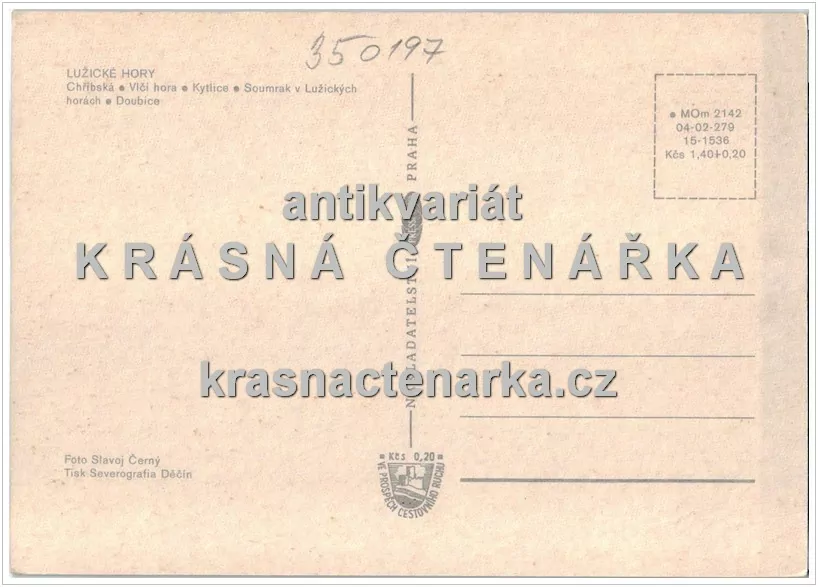 350197
LUŽICKÉ HORY
Chřibská • Vlčí hora • Kytlice • Soumrak v Lužických
horách • Doubice
• MOm 2142
04-02-279
15-1536
Kčs 1,40+0,20
NAKLADATELSTVÍ PRAHA
antikvariát
KRÁSNÁ ČTENÁŘKA
krasnactenarka.cz
Foto Slavoj Černý
Tisk Severografia Děčín
Kčs 0,20
VE PROSPĚCH CESTOVNÍHO RUCHU